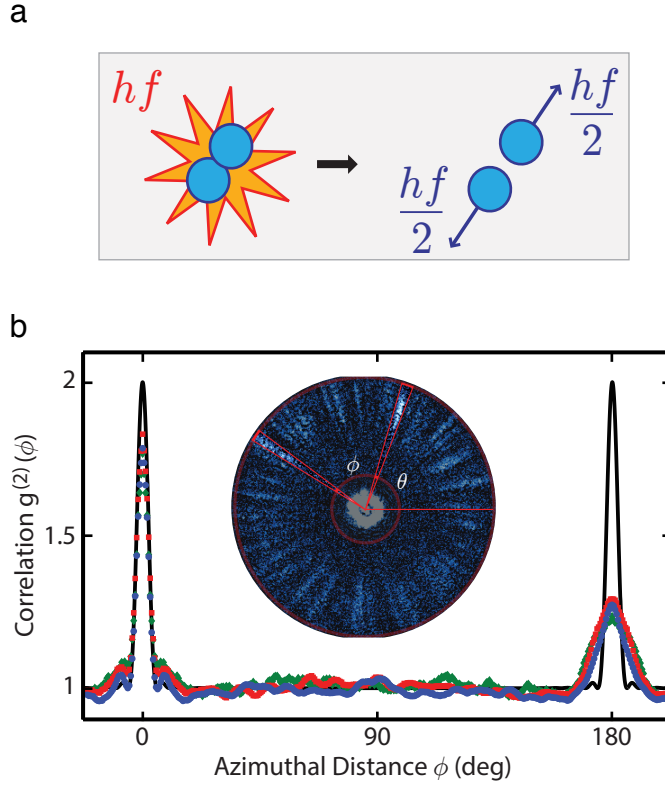 a
hf
hf/2
hf/2
b
2
1.5
1
Correlation g^(2)(ϕ)
ϕ
θ
0
90
180
Azimuthal Distance ϕ (deg)